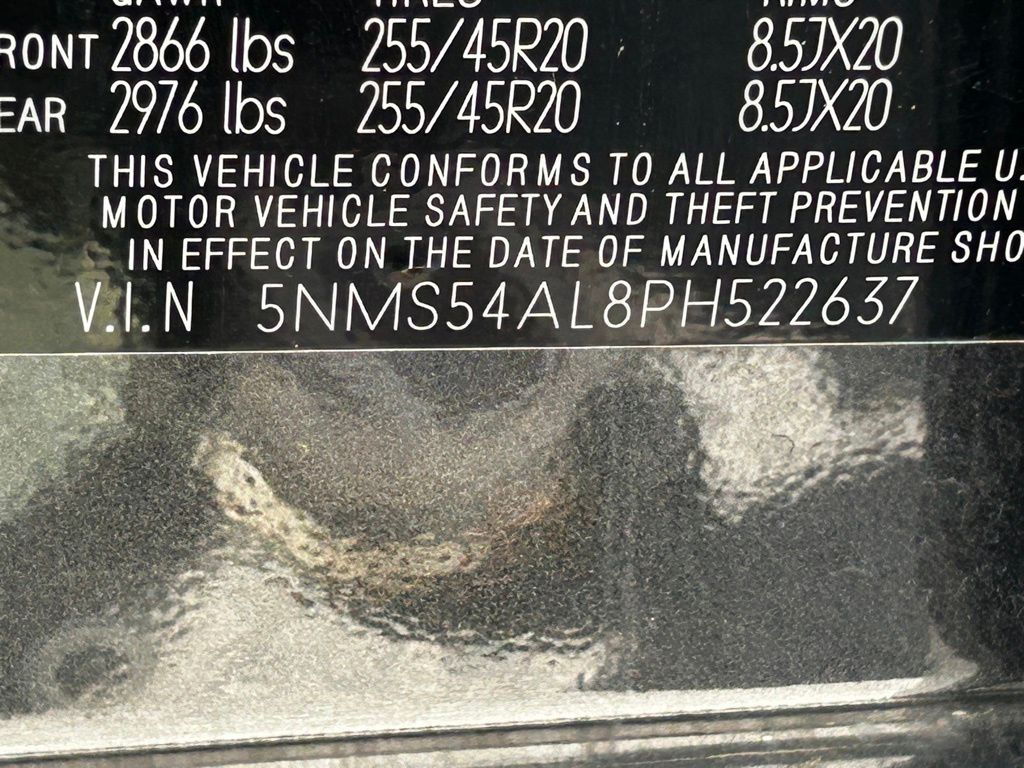 RONT 2866 lbs 255/45R20 8.5JX20
EAR 2976 lbs 255/45R20 8.5JX20
THIS VEHICLE CONFORMS TO ALL APPLICABLE U.
MOTOR VEHICLE SAFETY AND THEFT PREVENTION
IN EFFECT ON THE DATE OF MANUFACTURE SHO
V.I.N 5NMS54AL8PH522637